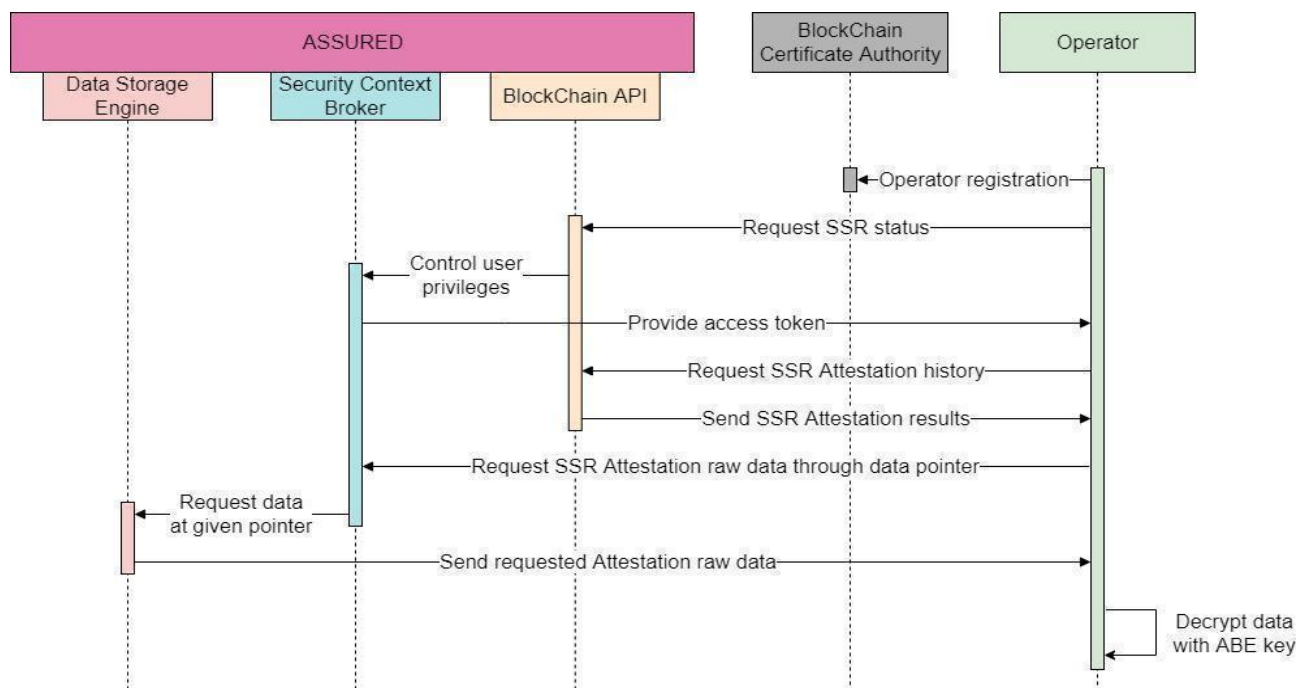 ASSURED
BlockChain
Certificate Authority
Operator
Data Storage
Engine
Security Context
Broker
BlockChain API
Operator registration
Request SSR status
Control user
privileges
Provide access token
Request SSR Attestation history
Send SSR Attestation results
Request SSR Attestation raw data through data pointer
Request data
at given pointer
Send requested Attestation raw data
Decrypt data
with ABE key